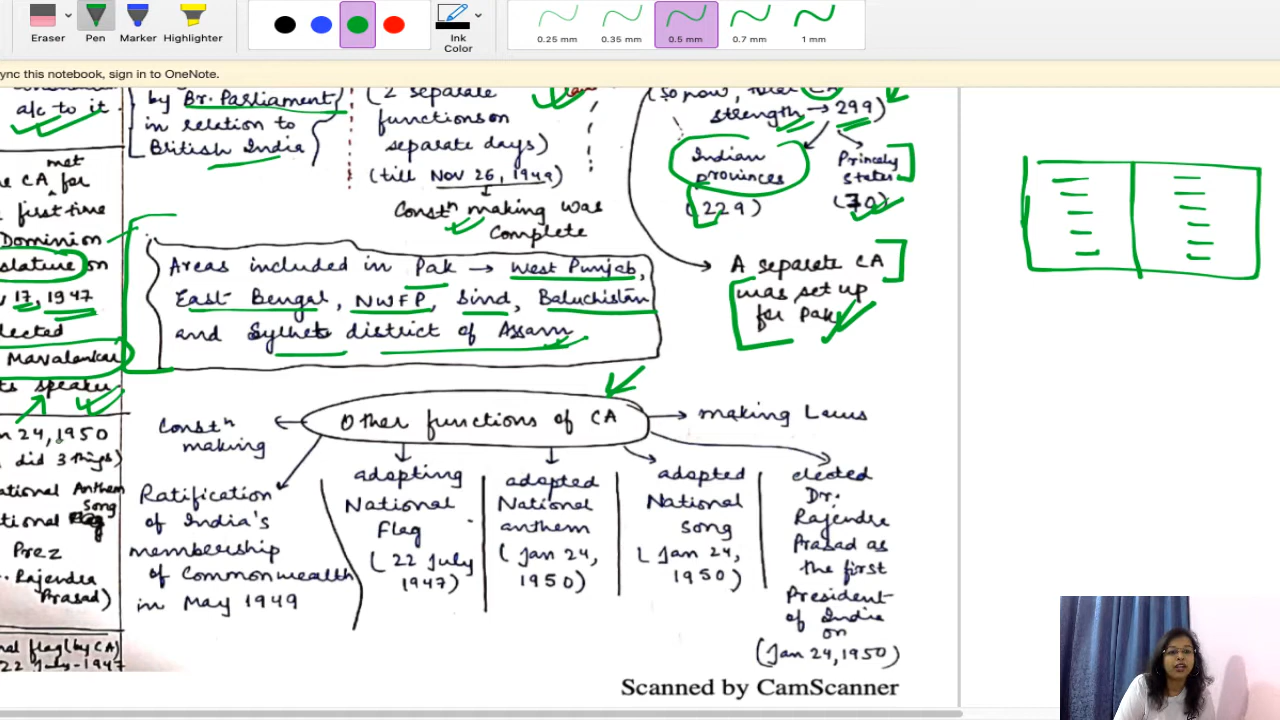 Eraser
Pen
Marker
Highlighter
Ink
Color
0.25 mm
0.35 mm
0.5 mm
0.7 mm
1 mm
sync this notebook, sign in to OneNote.
a/c to it
met
CA for
first time
Dominion
on
17, 1947
Mavalankar
speaker
24, 1950
did 3 things)
Anthem
Song
Prez
Rajendra
Prasad)
flag (by CA)
22 July-1947
by Br. Parliament
in relation to
British India
(2 separate
functions on
separate days)
(till Nov 26, 1949)
Constn making was
complete
(So now, total
strength → 299)
Indian
provinces
(229)
Princely
states
(70)
A separate CA
was set up
for Pak
Areas included in Pak → West Punjab,
East Bengal, NWFP, Sind, Baluchistan
and Sylhet district of Assam
Other functions of CA
Constn
making
making Laws
Ratification
of India's
membership
of Commonwealth
in May 1949
adopting
National
Flag
(22 July
1947)
adopted
National
anthem
(Jan 24,
1950)
adopted
National
song
(Jan 24,
1950)
elected
Dr.
Rajendra
Prasad as
the first
President
of India
on
(Jan 24, 1950)
Scanned by CamScanner